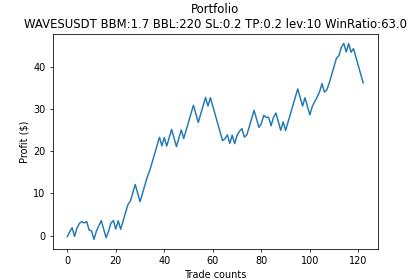 Portfolio
WAVESUSDT BBM:1.7 BBL:220 SL:0.2 TP:0.2 lev:10 WinRatio:63.0
Profit ($)
40
30
20
10
0
0 20 40 60 80 100 120
Trade counts